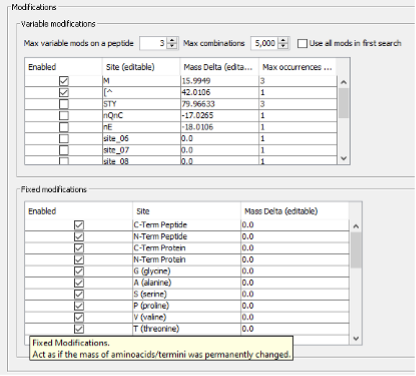 Modifications
Variable modifications
Max variable mods on a peptide 3 Max combinations 5,000 Use all mods in first search
Enabled Site (editable) Mass Delta (edita... Max occurrences ...
M 15.9949 3
[^ 42.0106 1
STY 79.96633 3
nQnC -17.0265 1
nE -18.0106 1
site_06 0.0 1
site_07 0.0 1
site_08 0.0 1
Fixed modifications
Enabled Site Mass Delta (editable)
C-Term Peptide 0.0
N-Term Peptide 0.0
C-Term Protein 0.0
N-Term Protein 0.0
G (glycine) 0.0
A (alanine) 0.0
S (serine) 0.0
P (proline) 0.0
V (valine) 0.0
T (threonine) 0.0
Fixed Modifications.
Act as if the mass of aminoacids/termini was permanently changed.